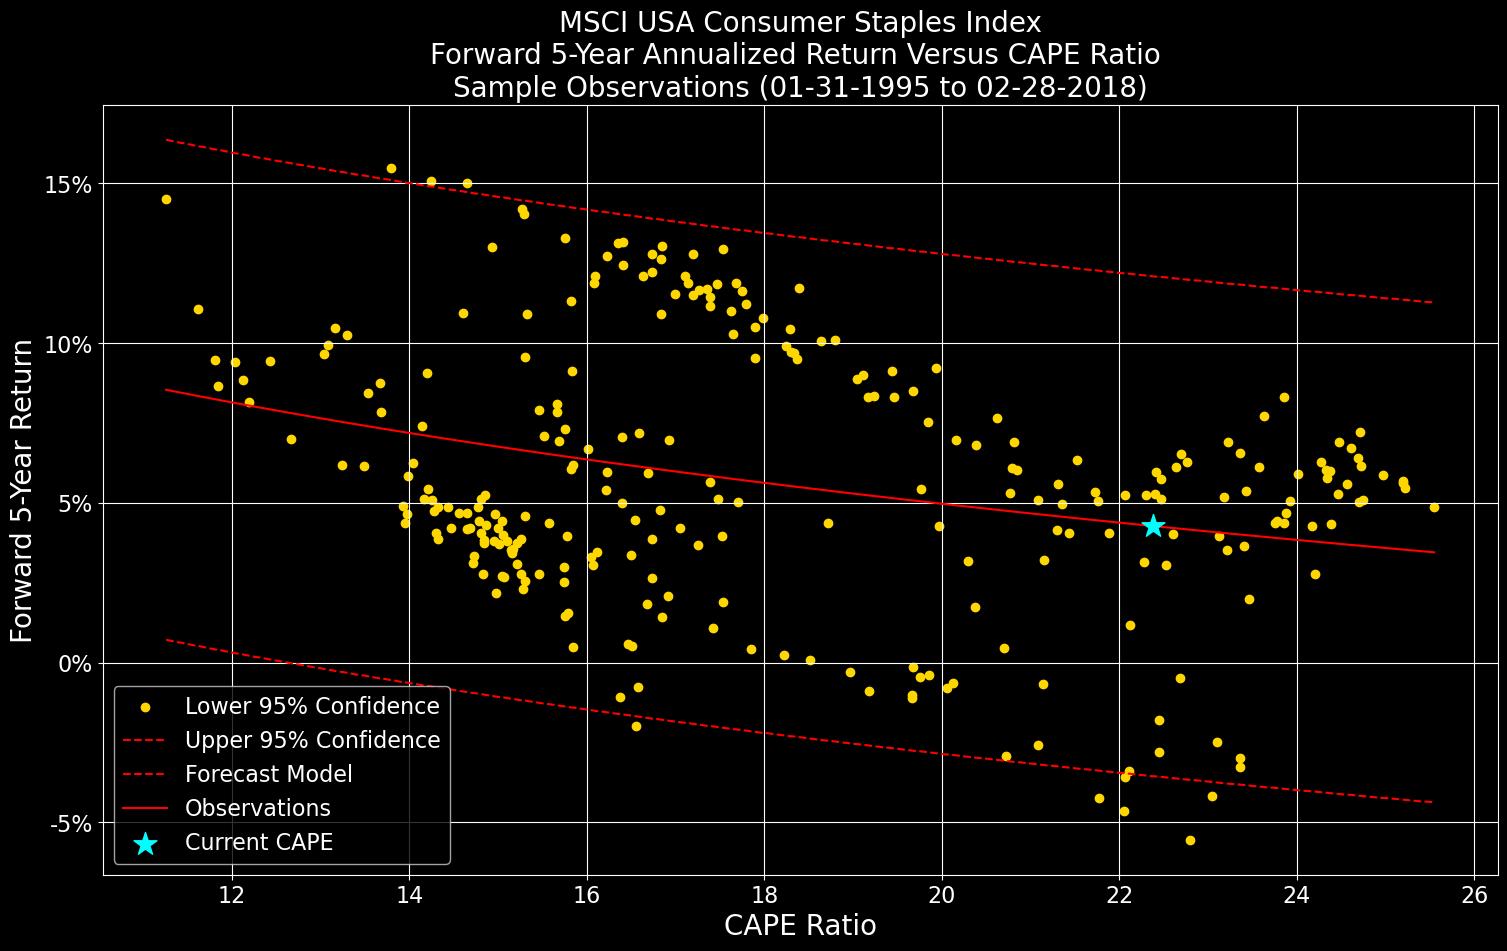 MSCI USA Consumer Staples Index
Forward 5-Year Annualized Return Versus CAPE Ratio
Sample Observations (01-31-1995 to 02-28-2018)
Forward 5-Year Return
15%
10%
5%
0%
-5%
Lower 95% Confidence
Upper 95% Confidence
Forecast Model
Observations
Current CAPE
12 14 16 18 20 22 24 26
CAPE Ratio